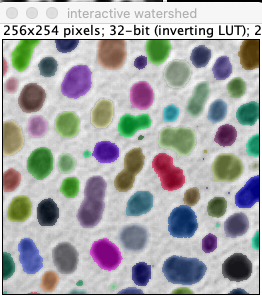 interactive watershed
256x254 pixels; 32-bit (inverting LUT); 2